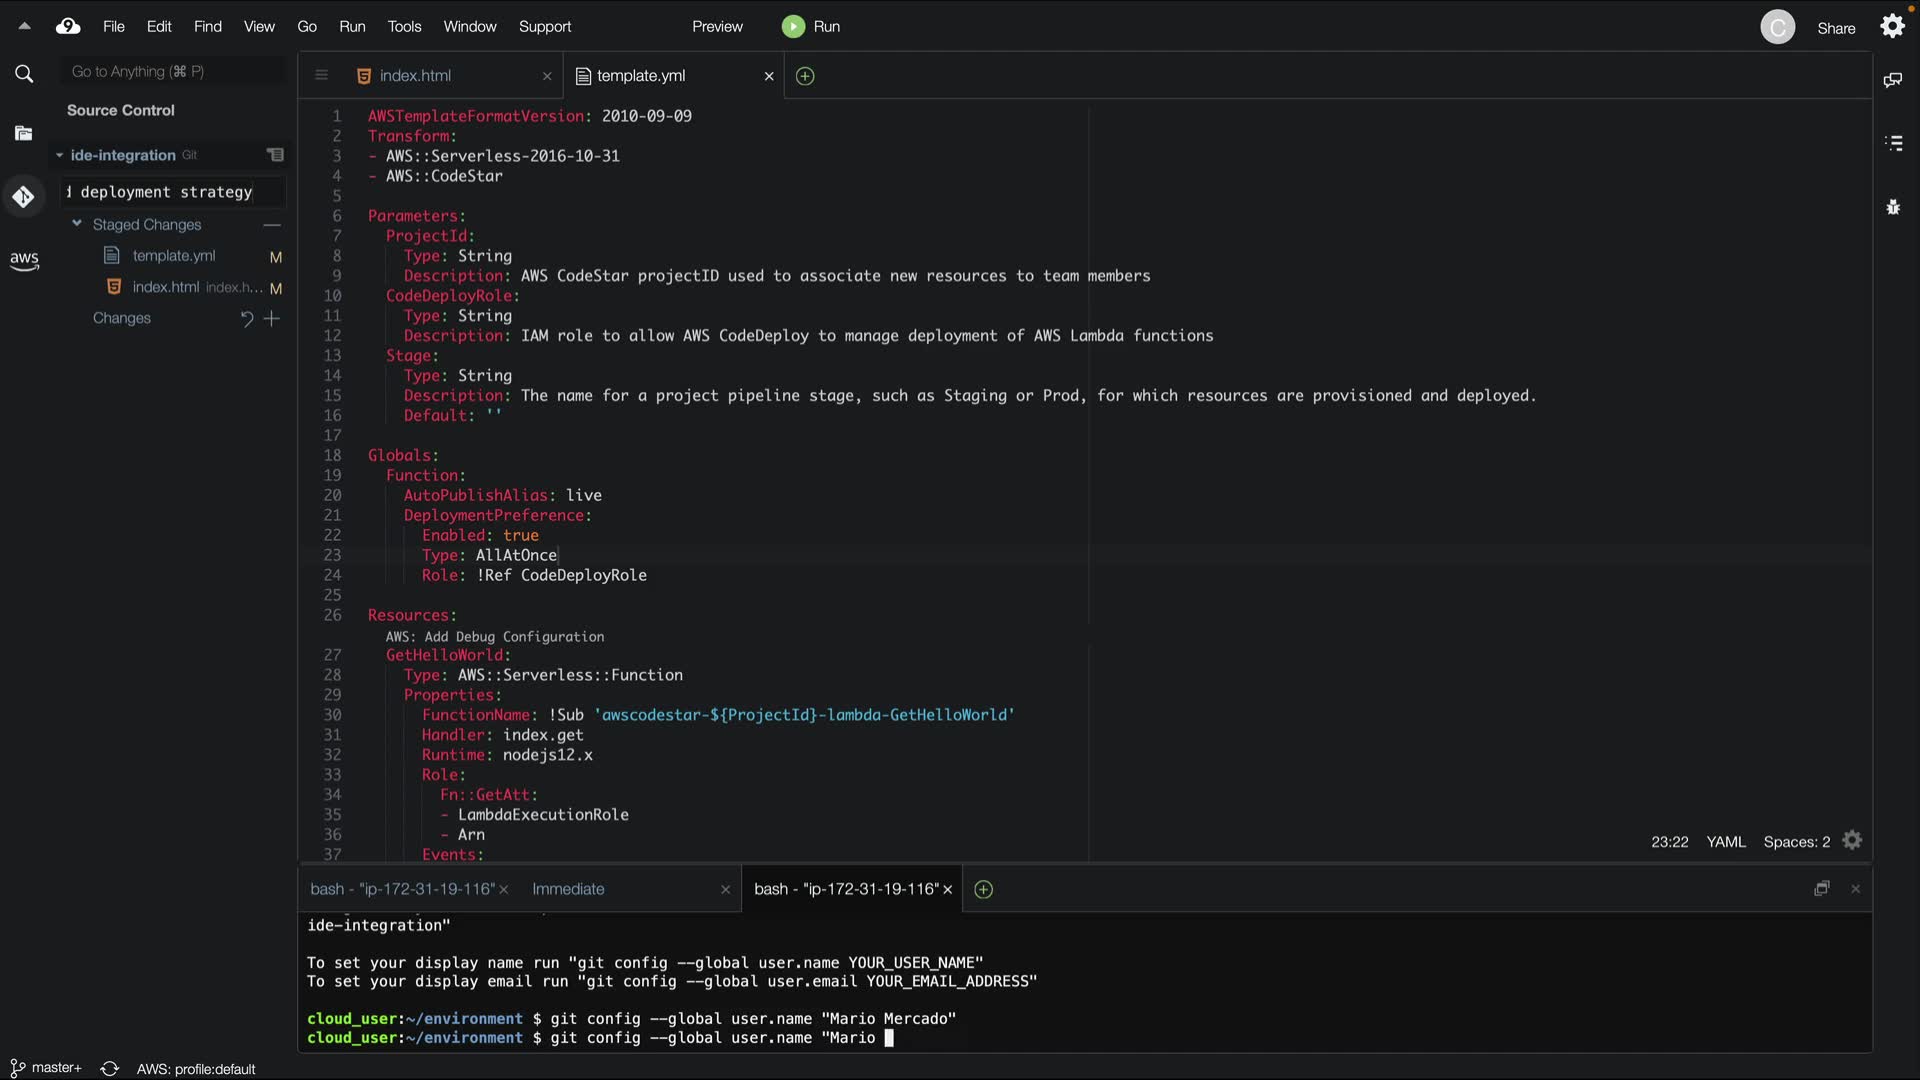 File Edit Find View Go Run Tools Window Support Preview Run C Share
Go to Anything (⌘ P)
index.html
template.yml
Source Control
ide-integration Git
deployment strategy
Staged Changes
template.yml M
index.html index.h... M
Changes
aws
1 AWSTemplateFormatVersion: 2010-09-09
2 Transform:
3 - AWS::Serverless-2016-10-31
4 - AWS::CodeStar
5
6 Parameters:
7 ProjectId:
8 Type: String
9 Description: AWS CodeStar projectID used to associate new resources to team members
10 CodeDeployRole:
11 Type: String
12 Description: IAM role to allow AWS CodeDeploy to manage deployment of AWS Lambda functions
13 Stage:
14 Type: String
15 Description: The name for a project pipeline stage, such as Staging or Prod, for which resources are provisioned and deployed.
16 Default: ''
17
18 Globals:
19 Function:
20 AutoPublishAlias: live
21 DeploymentPreference:
22 Enabled: true
23 Type: AllAtOnce
24 Role: !Ref CodeDeployRole
25
26 Resources:
AWS: Add Debug Configuration
27 GetHelloWorld:
28 Type: AWS::Serverless::Function
29 Properties:
30 FunctionName: !Sub 'awscodestar-${ProjectId}-lambda-GetHelloWorld'
31 Handler: index.get
32 Runtime: nodejs12.x
33 Role:
34 Fn::GetAtt:
35 - LambdaExecutionRole
36 - Arn
37 Events:
23:22 YAML Spaces: 2
bash - "ip-172-31-19-116" Immediate bash - "ip-172-31-19-116"
ide-integration"
To set your display name run "git config --global user.name YOUR_USER_NAME"
To set your display email run "git config --global user.email YOUR_EMAIL_ADDRESS"
cloud_user:~/environment $ git config --global user.name "Mario Mercado"
cloud_user:~/environment $ git config --global user.name "Mario
master+ AWS: profile:default